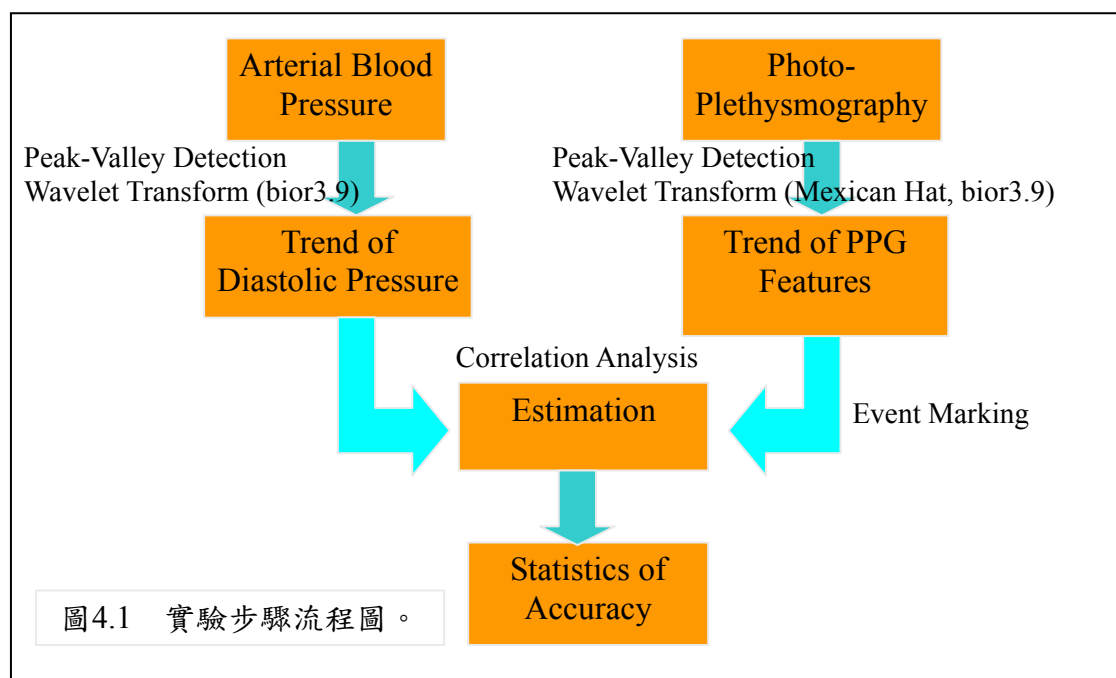 Arterial Blood
Pressure
Photo-
Plethysmography
Peak-Valley Detection
Wavelet Transform (bior3.9)
Peak-Valley Detection
Wavelet Transform (Mexican Hat, bior3.9)
Trend of
Diastolic Pressure
Trend of PPG
Features
Correlation Analysis
Estimation
Event Marking
Statistics of
Accuracy
圖4.1 實驗步驟流程圖。